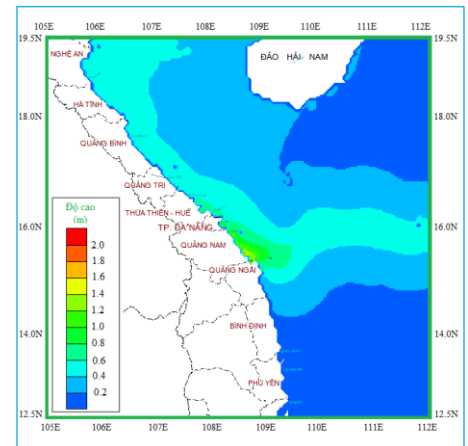 105E 106E 107E 108E 109E 110E 111E 112E
19.5N 19.5N
NGHỆ AN
ĐẢO HẢI NAM
18.0N 18.0N
HÀ TĨNH
QUẢNG BÌNH
QUẢNG TRỊ
THỪA THIÊN - HUẾ
TP. ĐÀ NẴNG
16.0N 16.0N
QUẢNG NAM
QUẢNG NGÃI
Độ cao
(m)
2.0
1.8
1.6
1.4
1.2
1.0
0.8
0.6
0.4
0.2
14.0N 14.0N
BÌNH ĐỊNH
PHÚ YÊN
12.5N 12.5N
105E 106E 107E 108E 109E 110E 111E 112E